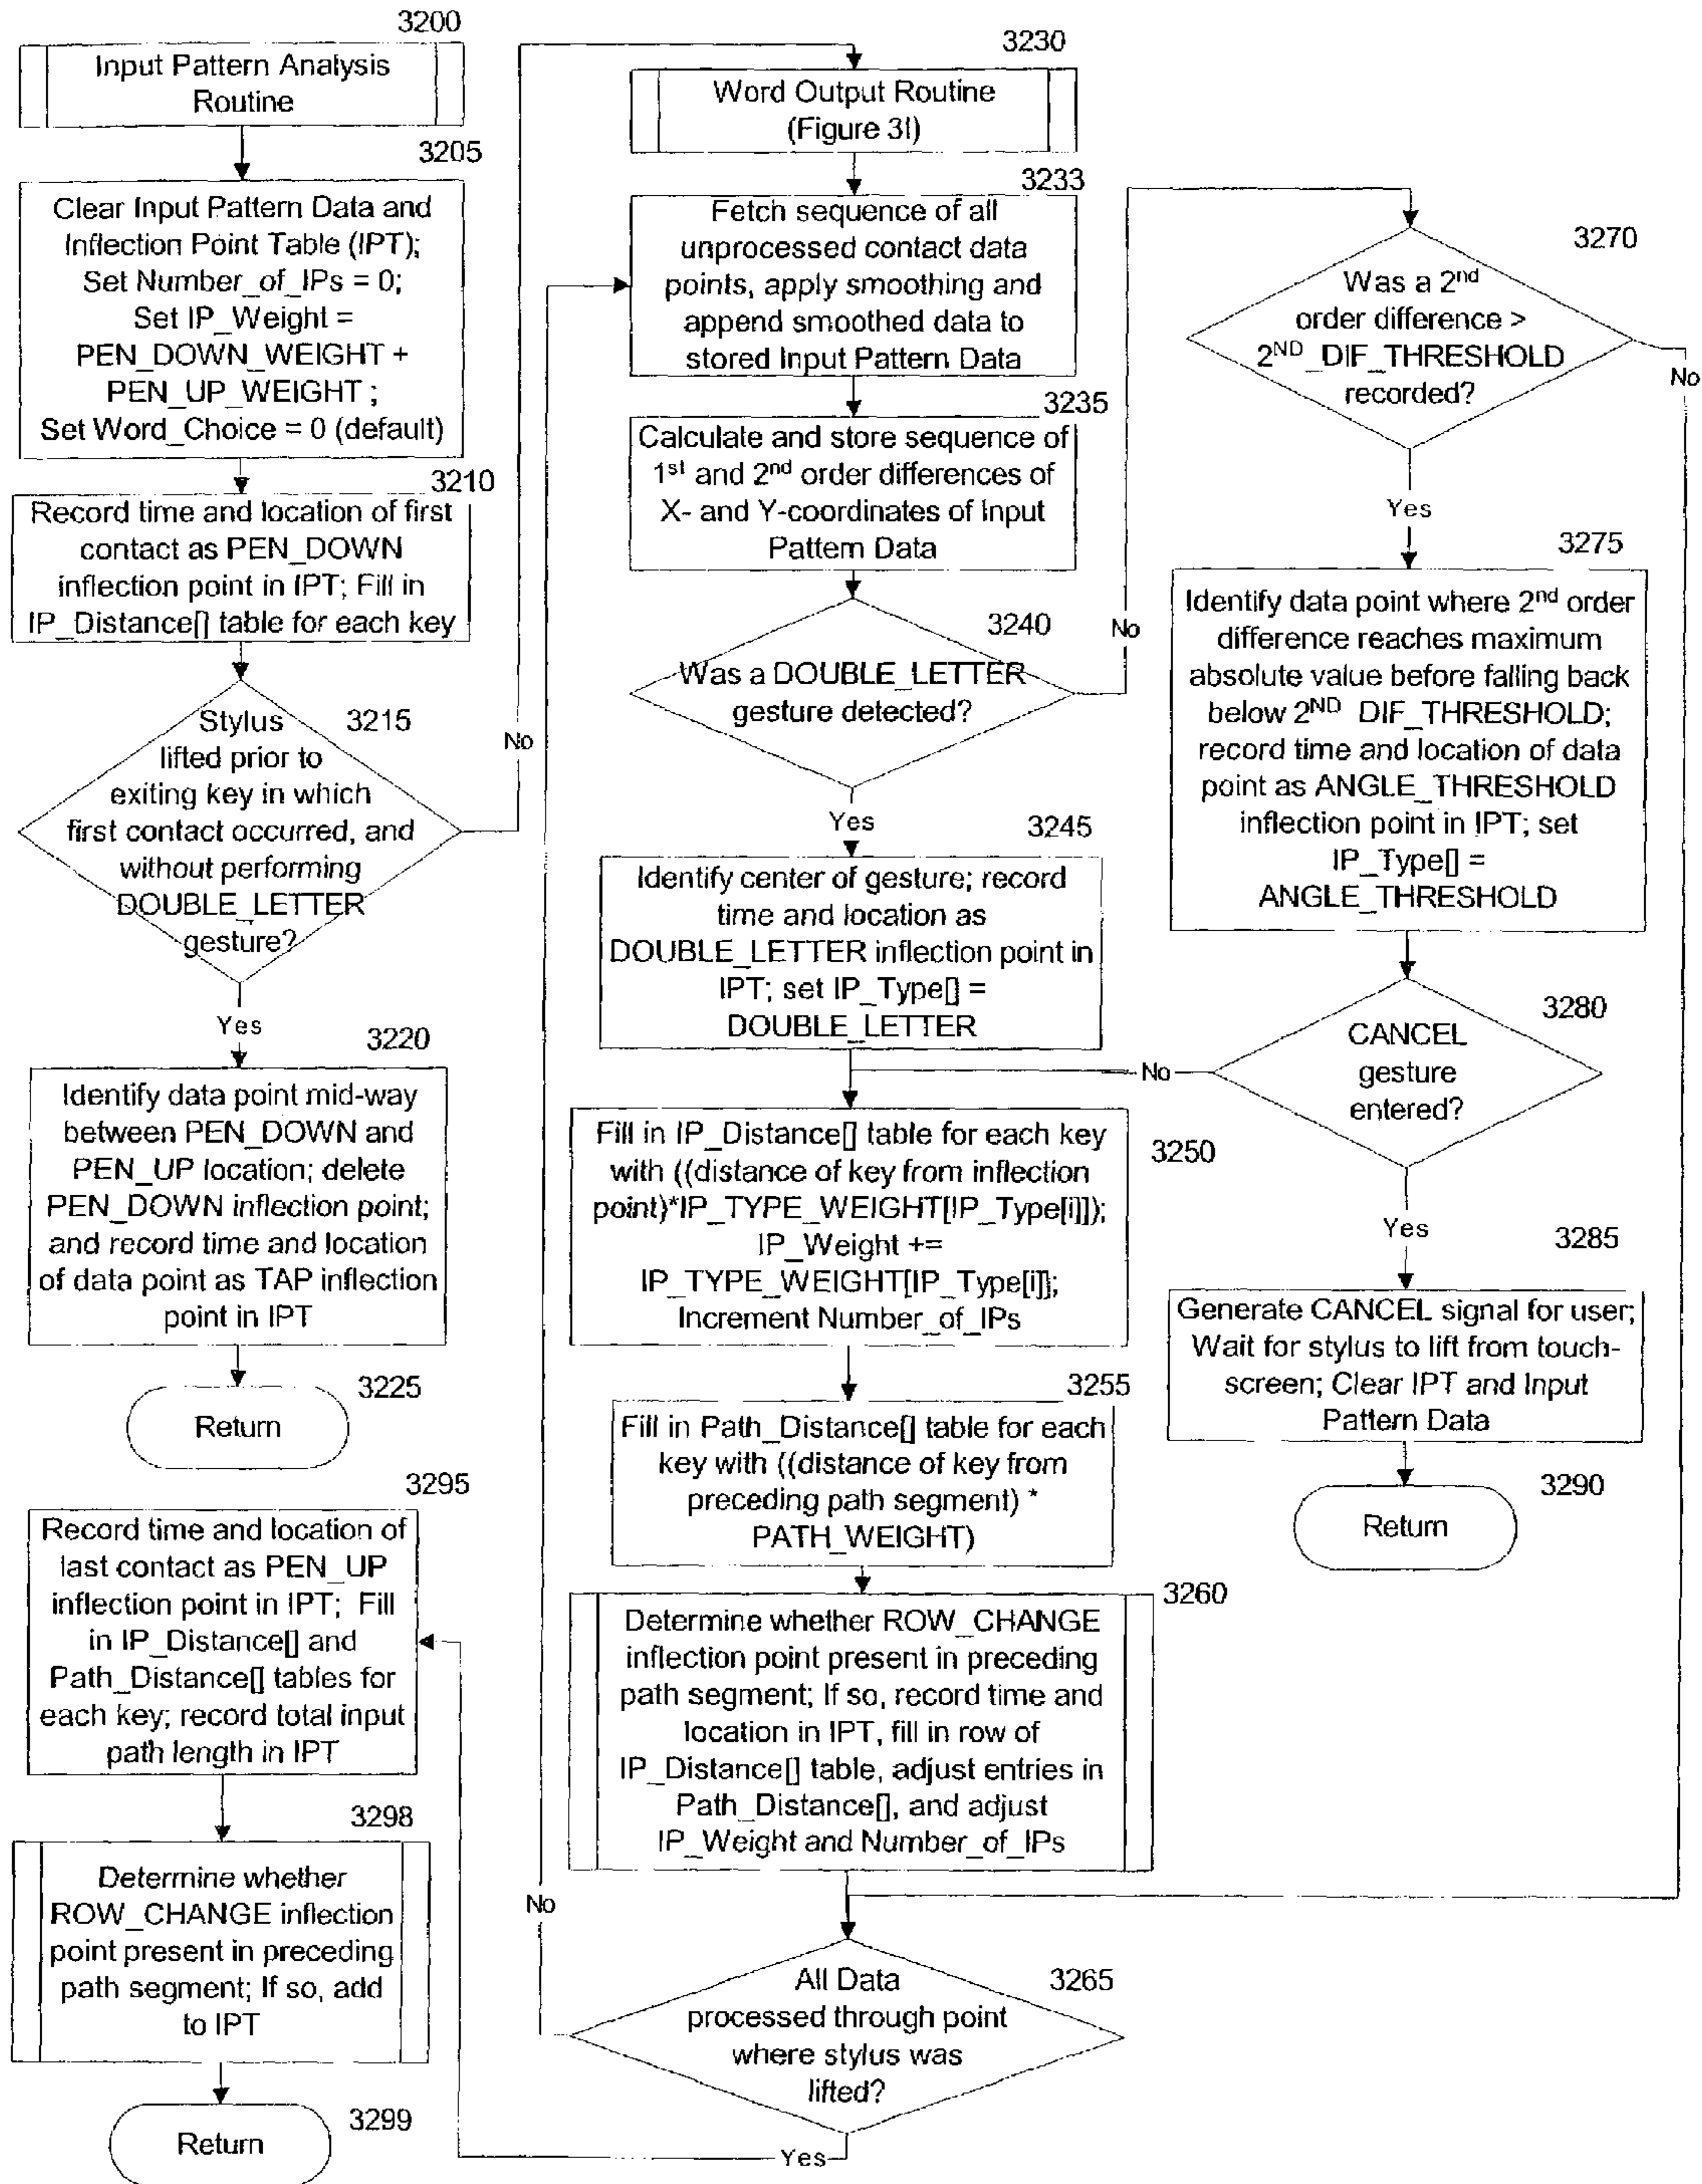 3200
Input Pattern Analysis
Routine
3205
Clear Input Pattern Data and
Inflection Point Table (IPT);
Set Number_of_IPs = 0;
Set IP_Weight =
PEN_DOWN_WEIGHT +
PEN_UP_WEIGHT ;
Set Word_Choice = 0 (default)
3210
Record time and location of first
contact as PEN_DOWN
inflection point in IPT; Fill in
IP_Distance[] table for each key
3215
Stylus
lifted prior to
exiting key in which
first contact occurred, and
without performing
DOUBLE_LETTER
gesture?
No
Yes
3220
Identify data point mid-way
between PEN_DOWN and
PEN_UP location; delete
PEN_DOWN inflection point;
and record time and location
of data point as TAP inflection
point in IPT
3225
Return
3295
Record time and location of
last contact as PEN_UP
inflection point in IPT; Fill
in IP_Distance[] and
Path_Distance[] tables for
each key; record total input
path length in IPT
3298
Determine whether
ROW_CHANGE inflection
point present in preceding
path segment; If so, add
to IPT
3299
Return
3230
Word Output Routine
(Figure 3I)
3233
Fetch sequence of all
unprocessed contact data
points, apply smoothing and
append smoothed data to
stored Input Pattern Data
3235
Calculate and store sequence of
1st and 2nd order differences of
X- and Y-coordinates of Input
Pattern Data
3240
Was a DOUBLE_LETTER
gesture detected?
No
Yes
3245
Identify center of gesture; record
time and location as
DOUBLE_LETTER inflection point in
IPT; set IP_Type[] =
DOUBLE_LETTER
3250
Fill in IP_Distance[] table for each key
with ((distance of key from inflection
point)*IP_TYPE_WEIGHT[IP_Type[i]]);
IP_Weight +=
IP_TYPE_WEIGHT[IP_Type[i]];
Increment Number_of_IPs
3255
Fill in Path_Distance[] table for each
key with ((distance of key from
preceding path segment) *
PATH_WEIGHT)
3260
Determine whether ROW_CHANGE
inflection point present in preceding
path segment; If so, record time and
location in IPT, fill in row of
IP_Distance[] table, adjust entries in
Path_Distance[], and adjust
IP_Weight and Number_of_IPs
No
3265
All Data
processed through point
where stylus was
lifted?
Yes
3270
Was a 2nd
order difference >
2ND_DIF_THRESHOLD
recorded?
No
Yes
3275
Identify data point where 2nd order
difference reaches maximum
absolute value before falling back
below 2ND_DIF_THRESHOLD;
record time and location of data
point as ANGLE_THRESHOLD
inflection point in IPT; set
IP_Type[] =
ANGLE_THRESHOLD
3280
CANCEL
gesture
entered?
No
Yes
3285
Generate CANCEL signal for user;
Wait for stylus to lift from touch-
screen; Clear IPT and Input
Pattern Data
3290
Return